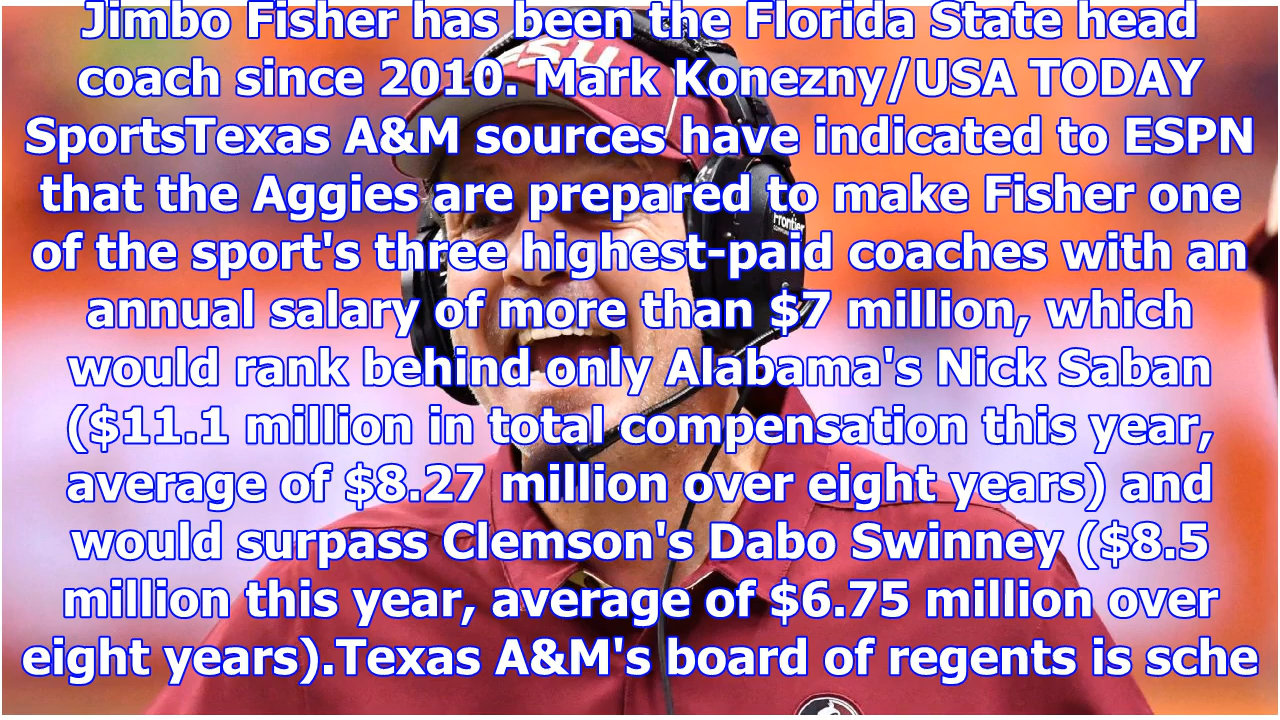 Jimbo Fisher has been the Florida State head
coach since 2010. Mark Konezny/USA TODAY
SportsTexas A&M sources have indicated to ESPN
that the Aggies are prepared to make Fisher one
of the sport's three highest-paid coaches with an
annual salary of more than $7 million, which
would rank behind only Alabama's Nick Saban
($11.1 million in total compensation this year,
average of $8.27 million over eight years) and
would surpass Clemson's Dabo Swinney ($8.5
million this year, average of $6.75 million over
eight years).Texas A&M's board of regents is sche
FSU
Frontier